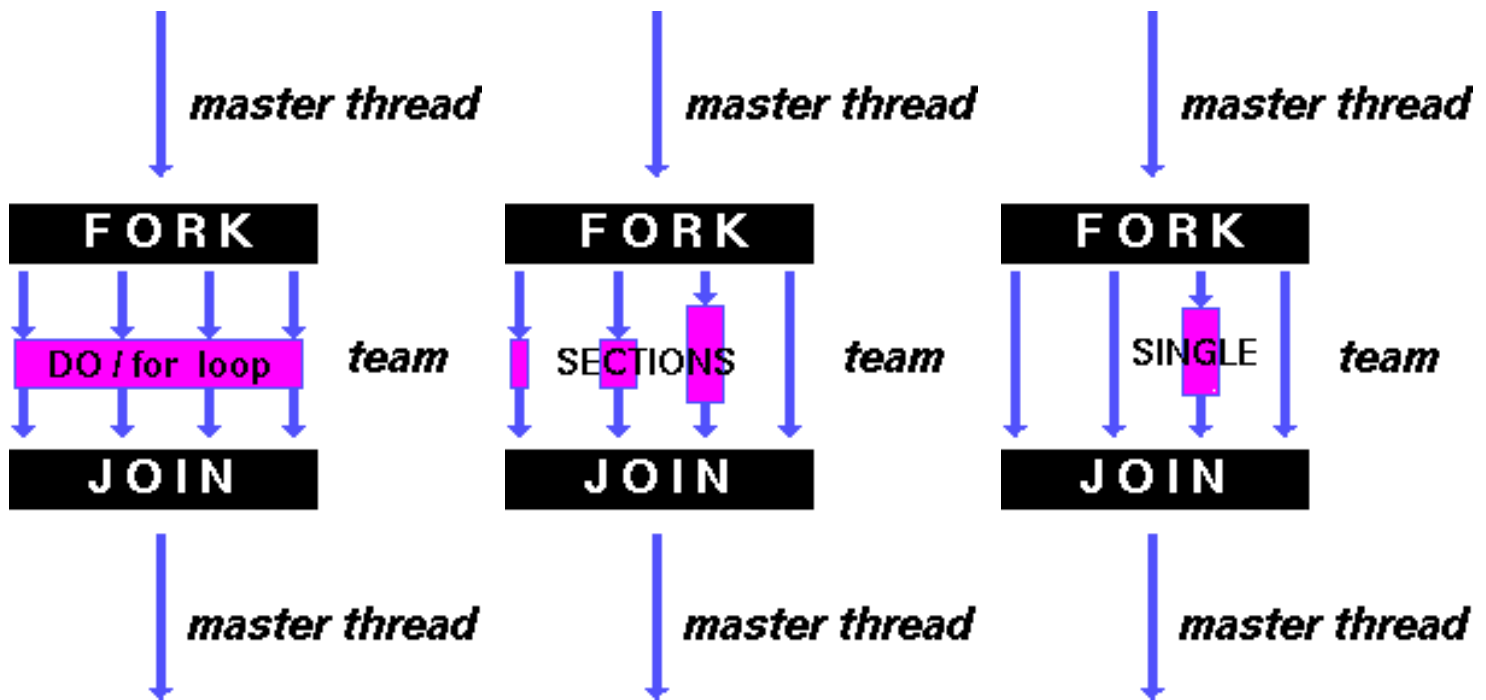 master thread
master thread
master thread
FORK
FORK
FORK
DO / for loop
team
SECTIONS
team
SINGLE
team
JOIN
JOIN
JOIN
master thread
master thread
master thread